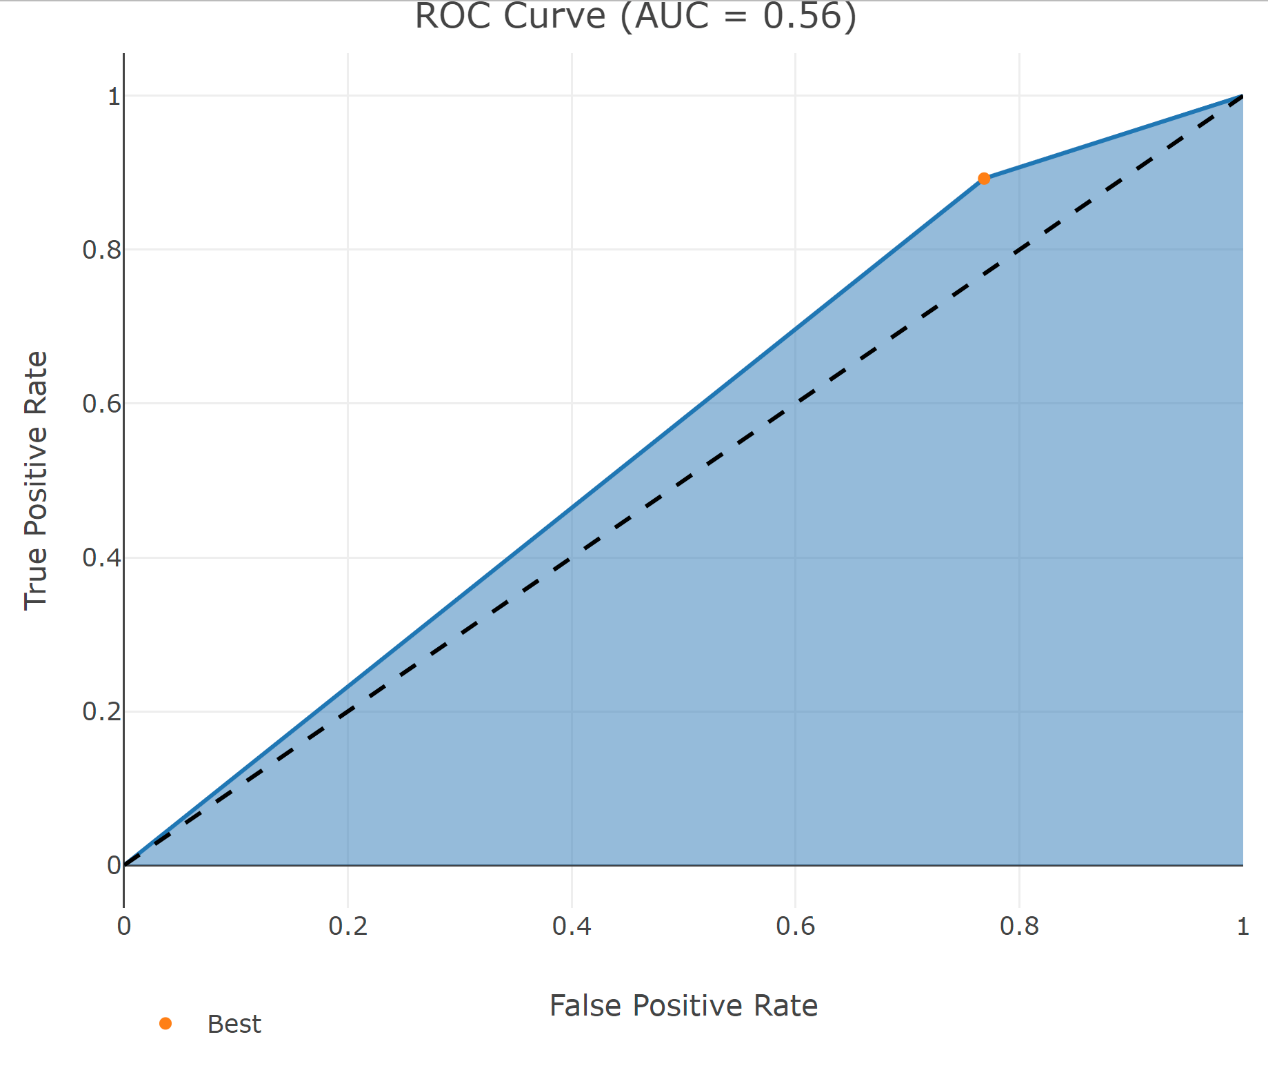 ROC Curve (AUC = 0.56)
True Positive Rate
1
0.8
0.6
0.4
0.2
0
0 0.2 0.4 0.6 0.8 1
False Positive Rate
Best